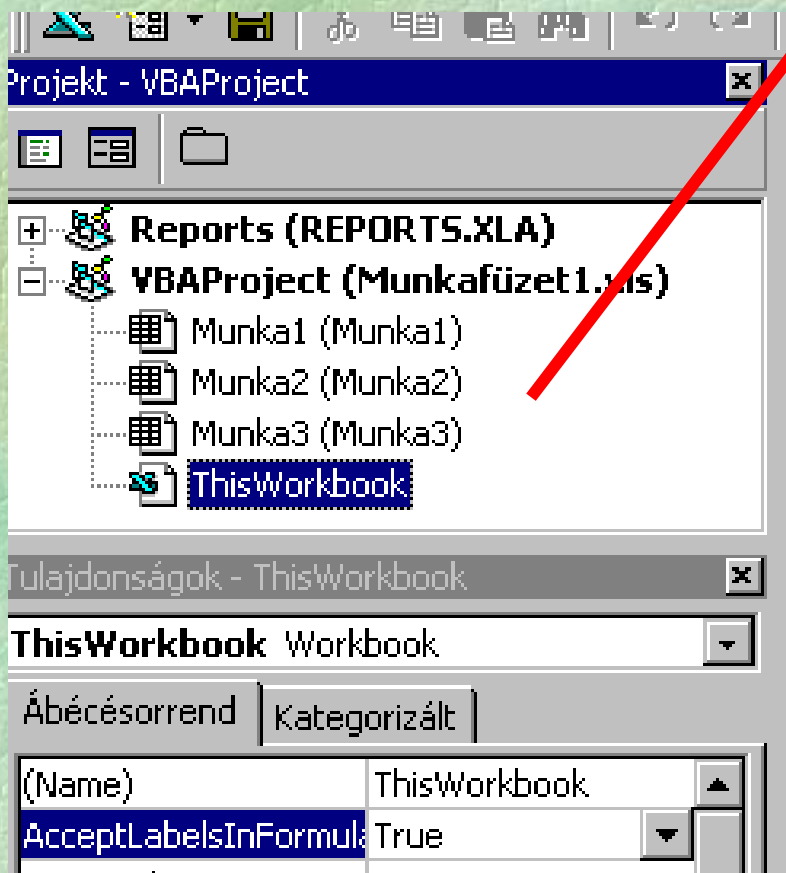 Projekt - VBAProject
Reports (REPORTS.XLA)
VBAProject (Munkafüzet1.xls)
Munka1 (Munka1)
Munka2 (Munka2)
Munka3 (Munka3)
ThisWorkbook
Tulajdonságok - ThisWorkbook
ThisWorkbook Workbook
Ábécésorrend Kategorizált
(Name) ThisWorkbook
AcceptLabelsInFormula True